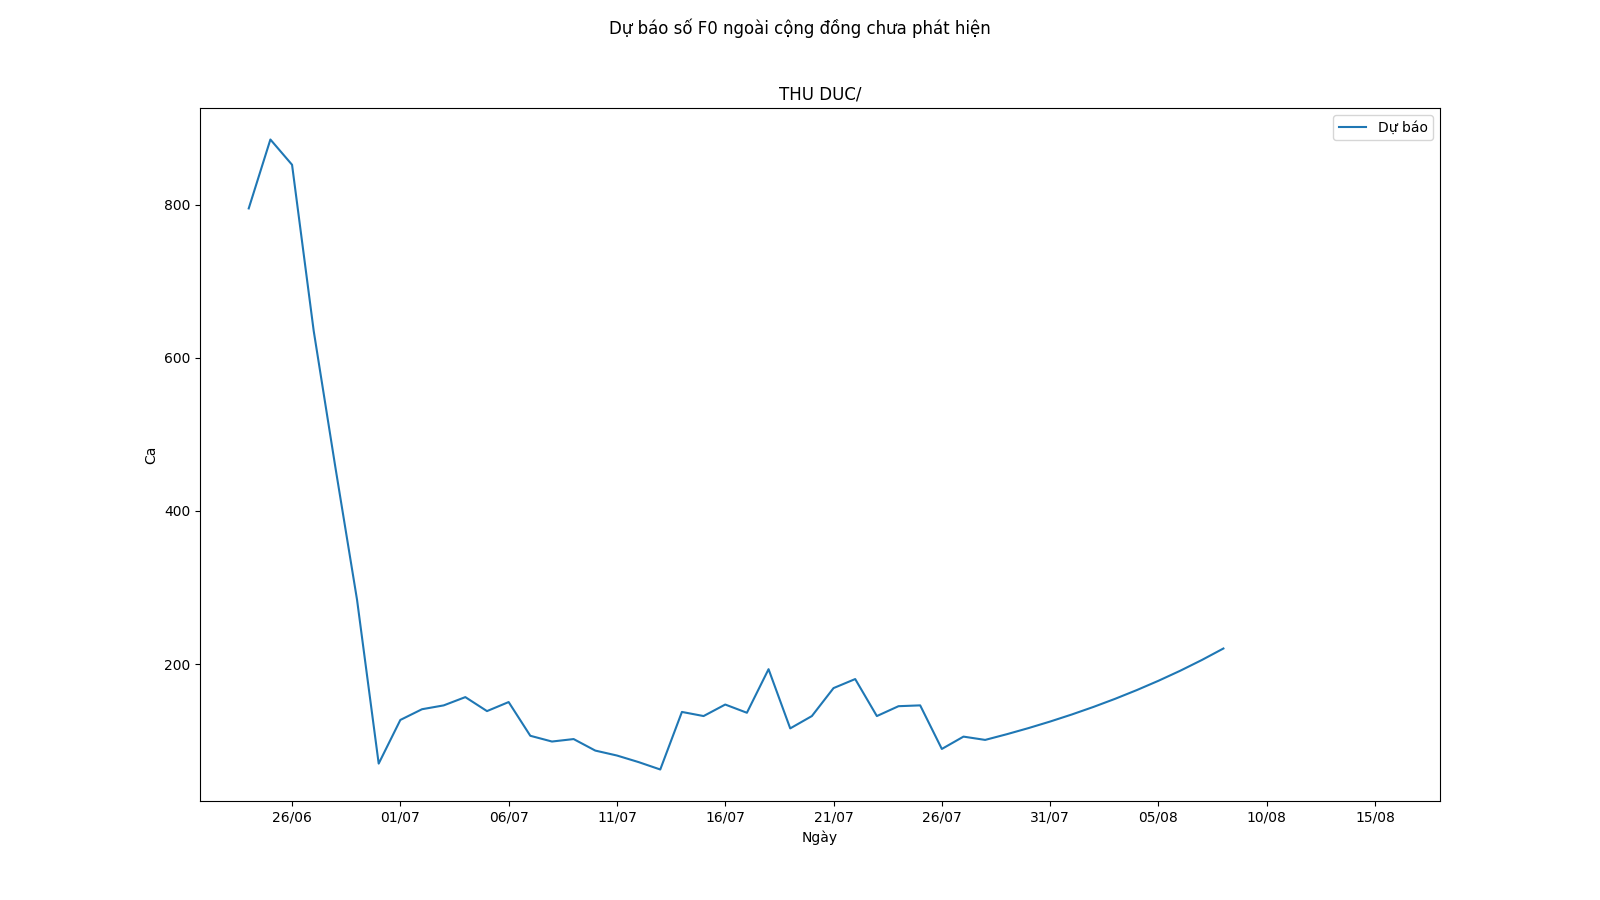 Dự báo số F0 ngoài cộng đồng chưa phát hiện
THU DUC/
Dự báo
800
600
400
200
Ca
26/06 01/07 06/07 11/07 16/07 21/07 26/07 31/07 05/08 10/08 15/08
Ngày